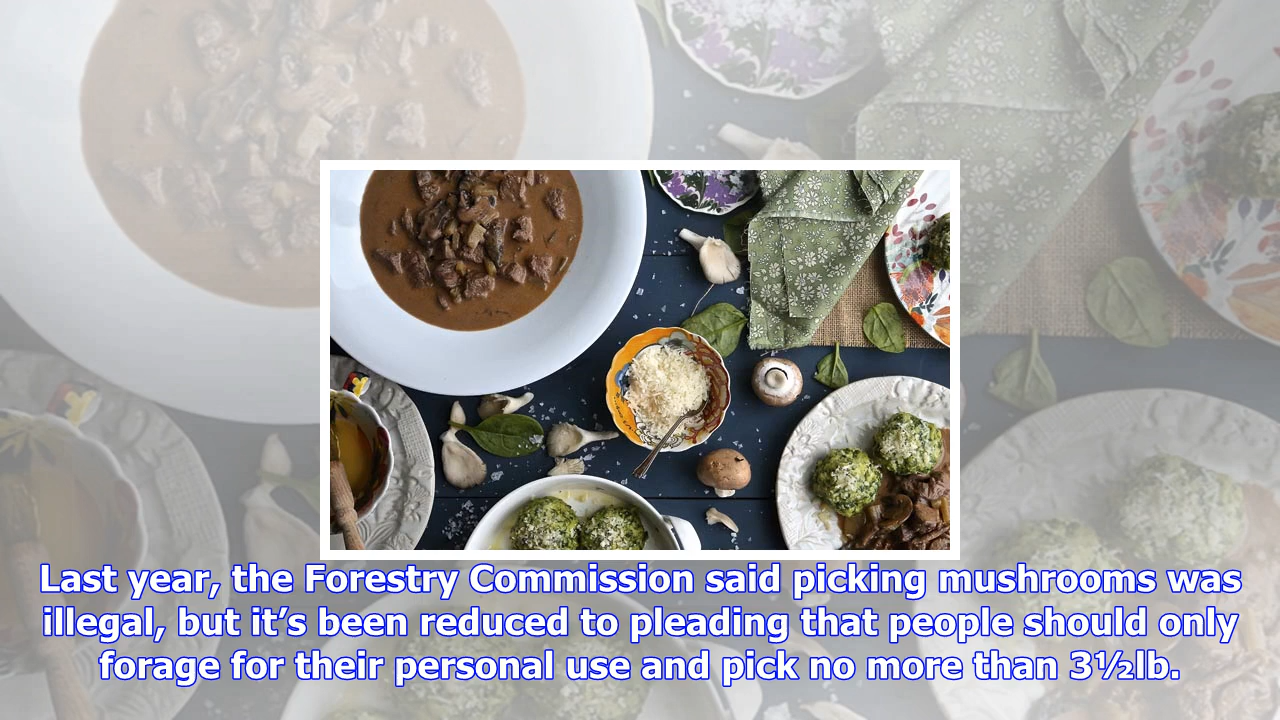 Last year, the Forestry Commission said picking mushrooms was
illegal, but it’s been reduced to pleading that people should only
forage for their personal use and pick no more than 3½lb.